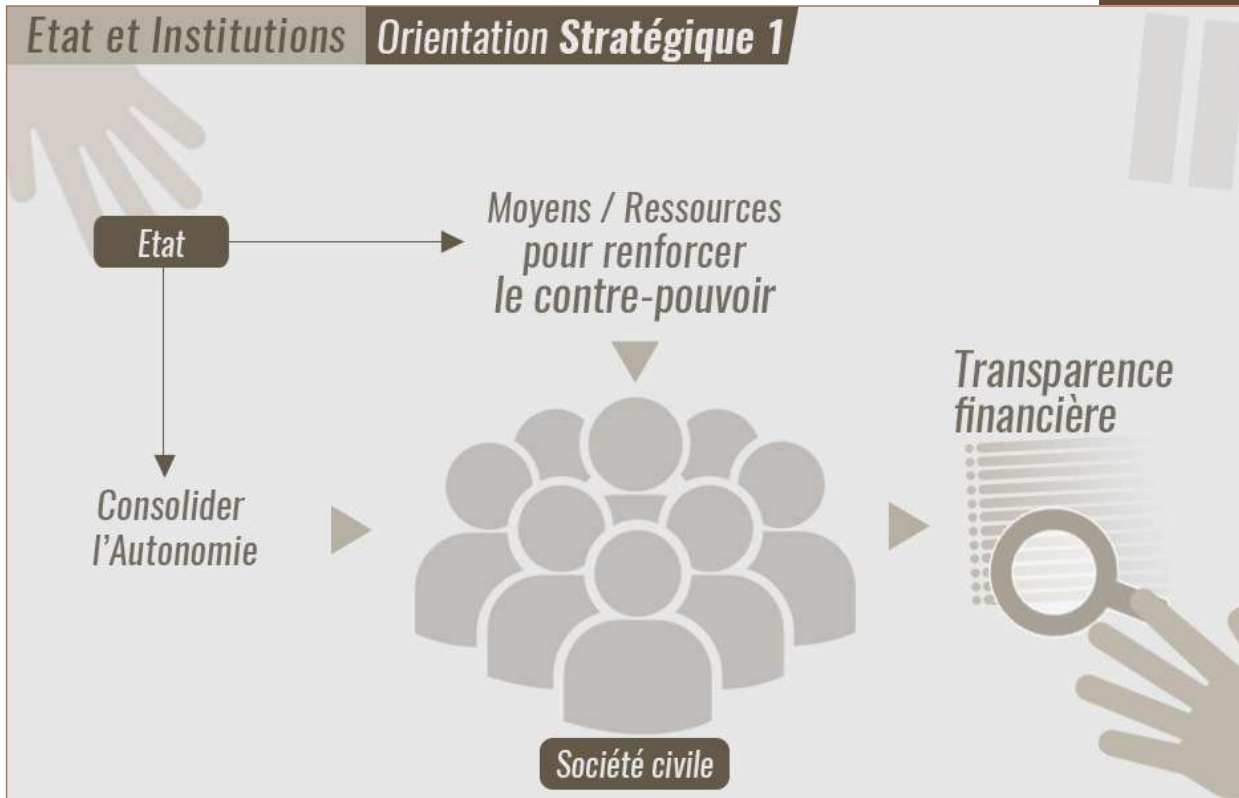 Etat et Institutions Orientation Stratégique 1
Etat
Moyens / Ressources
pour renforcer
le contre-pouvoir
Transparence
financière
Consolider
l'Autonomie
Société civile